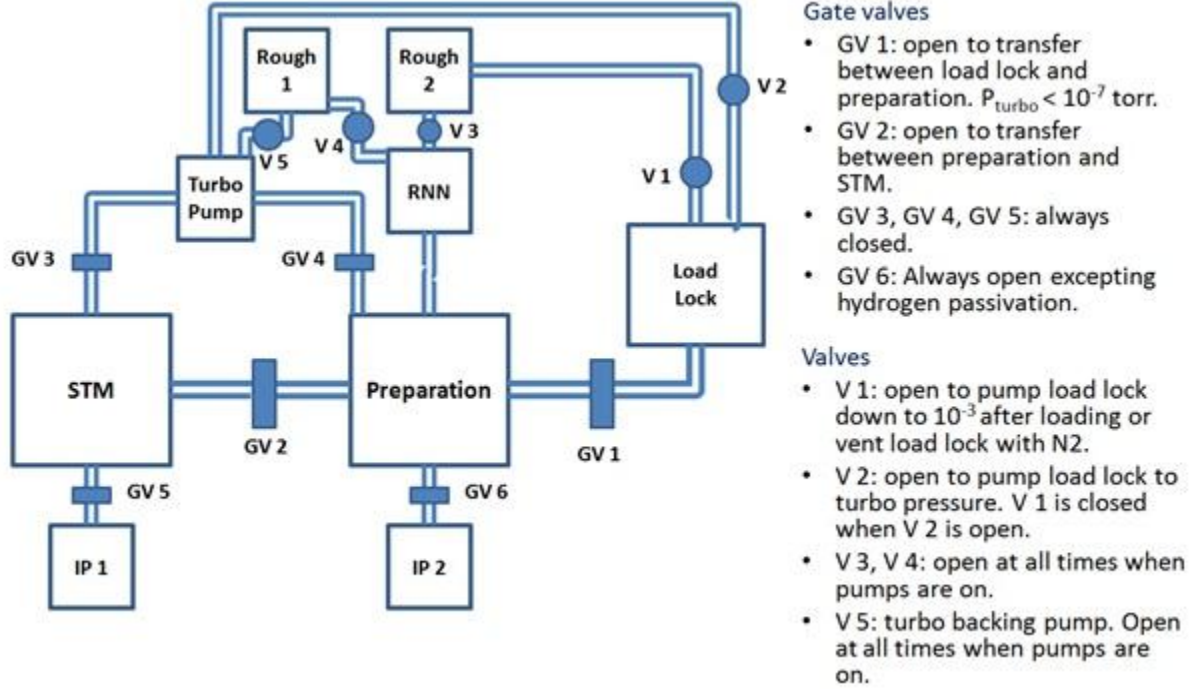 Rough
1
Rough
2
V 2
V 5
V 4
V 3
V 1
Turbo
Pump
RNN
GV 3
GV 4
Load
Lock
STM
Preparation
GV 2
GV 1
GV 5
GV 6
IP 1
IP 2
Gate valves
• GV 1: open to transfer
between load lock and
preparation. Pturbo < 10-7 torr.
• GV 2: open to transfer
between preparation and
STM.
• GV 3, GV 4, GV 5: always
closed.
• GV 6: Always open excepting
hydrogen passivation.
Valves
• V 1: open to pump load lock
down to 10-3 after loading or
vent load lock with N2.
• V 2: open to pump load lock to
turbo pressure. V 1 is closed
when V 2 is open.
• V 3, V 4: open at all times when
pumps are on.
• V 5: turbo backing pump. Open
at all times when pumps are
on.